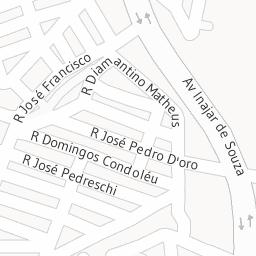 R José Francisco
R Diamantino Matheus
Av Inajar de Souza
R José Pedro D'oro
R Domingos Condoléu
R José Pedreschi